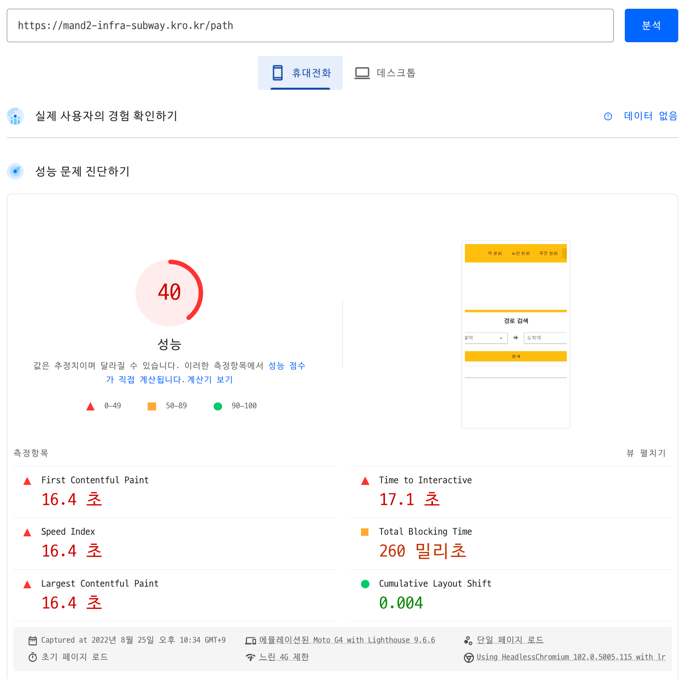 https://mand2-infra-subway.kro.kr/path
분석
휴대전화
데스크톱
실제 사용자의 경험 확인하기
데이터 없음
성능 문제 진단하기
40
성능
값은 추정치이며 달라질 수 있습니다. 이러한 측정항목에서 성능 점수
가 직접 계산됩니다.계산기 보기
0–49
50–89
90–100
경로 검색
검색
측정항목
뷰 펼치기
First Contentful Paint
16.4 초
Time to Interactive
17.1 초
Speed Index
16.4 초
Total Blocking Time
260 밀리초
Largest Contentful Paint
16.4 초
Cumulative Layout Shift
0.004
Captured at 2022년 8월 25일 오후 10:34 GMT+9
에뮬레이션된 Moto G4 with Lighthouse 9.6.6
단일 페이지 로드
초기 페이지 로드
느린 4G 제한
Using HeadlessChromium 102.0.5005.115 with lr